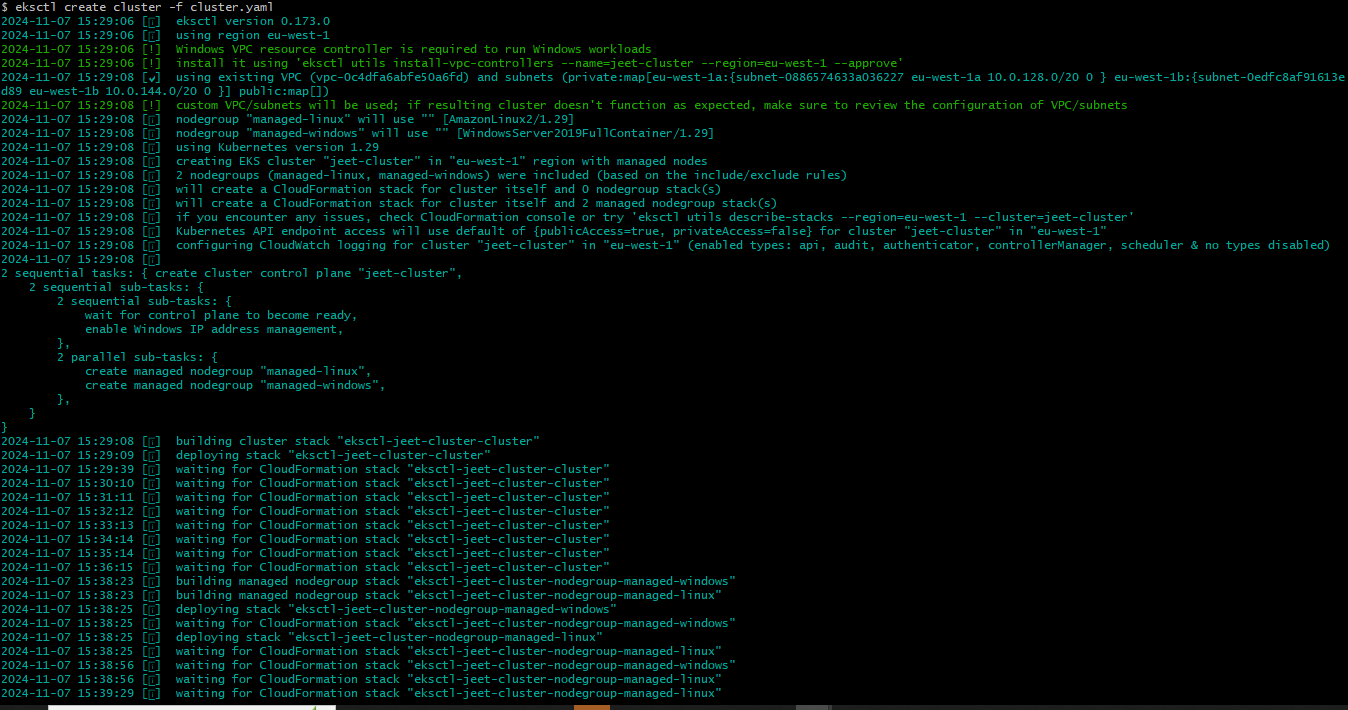 $ eksctl create cluster -f cluster.yaml
2024-11-07 15:29:06 [ℹ]  eksctl version 0.173.0
2024-11-07 15:29:06 [ℹ]  using region eu-west-1
2024-11-07 15:29:06 [!]  Windows VPC resource controller is required to run Windows workloads
2024-11-07 15:29:06 [!]  install it using 'eksctl utils install-vpc-controllers --name=jeet-cluster --region=eu-west-1 --approve'
2024-11-07 15:29:08 [✔]  using existing VPC (vpc-0c4dfa6abfe50a6fd) and subnets (private:map[eu-west-1a:{subnet-0886574633a036227 eu-west-1a 10.0.128.0/20 0 } eu-west-1b:{subnet-0edfc8af91613e
d89 eu-west-1b 10.0.144.0/20 0 }] public:map[])
2024-11-07 15:29:08 [!]  custom VPC/subnets will be used; if resulting cluster doesn't function as expected, make sure to review the configuration of VPC/subnets
2024-11-07 15:29:08 [ℹ]  nodegroup "managed-linux" will use "" [AmazonLinux2/1.29]
2024-11-07 15:29:08 [ℹ]  nodegroup "managed-windows" will use "" [WindowsServer2019FullContainer/1.29]
2024-11-07 15:29:08 [ℹ]  using Kubernetes version 1.29
2024-11-07 15:29:08 [ℹ]  creating EKS cluster "jeet-cluster" in "eu-west-1" region with managed nodes
2024-11-07 15:29:08 [ℹ]  2 nodegroups (managed-linux, managed-windows) were included (based on the include/exclude rules)
2024-11-07 15:29:08 [ℹ]  will create a CloudFormation stack for cluster itself and 0 nodegroup stack(s)
2024-11-07 15:29:08 [ℹ]  will create a CloudFormation stack for cluster itself and 2 managed nodegroup stack(s)
2024-11-07 15:29:08 [ℹ]  if you encounter any issues, check CloudFormation console or try 'eksctl utils describe-stacks --region=eu-west-1 --cluster=jeet-cluster'
2024-11-07 15:29:08 [ℹ]  Kubernetes API endpoint access will use default of {publicAccess=true, privateAccess=false} for cluster "jeet-cluster" in "eu-west-1"
2024-11-07 15:29:08 [ℹ]  configuring CloudWatch logging for cluster "jeet-cluster" in "eu-west-1" (enabled types: api, audit, authenticator, controllerManager, scheduler & no types disabled)
2024-11-07 15:29:08 [ℹ]
2 sequential tasks: { create cluster control plane "jeet-cluster",
    2 sequential sub-tasks: {
        2 sequential sub-tasks: {
            wait for control plane to become ready,
            enable Windows IP address management,
        },
        2 parallel sub-tasks: {
            create managed nodegroup "managed-linux",
            create managed nodegroup "managed-windows",
        },
    }
}
2024-11-07 15:29:08 [ℹ]  building cluster stack "eksctl-jeet-cluster-cluster"
2024-11-07 15:29:09 [ℹ]  deploying stack "eksctl-jeet-cluster-cluster"
2024-11-07 15:29:39 [ℹ]  waiting for CloudFormation stack "eksctl-jeet-cluster-cluster"
2024-11-07 15:30:10 [ℹ]  waiting for CloudFormation stack "eksctl-jeet-cluster-cluster"
2024-11-07 15:31:11 [ℹ]  waiting for CloudFormation stack "eksctl-jeet-cluster-cluster"
2024-11-07 15:32:12 [ℹ]  waiting for CloudFormation stack "eksctl-jeet-cluster-cluster"
2024-11-07 15:33:13 [ℹ]  waiting for CloudFormation stack "eksctl-jeet-cluster-cluster"
2024-11-07 15:34:14 [ℹ]  waiting for CloudFormation stack "eksctl-jeet-cluster-cluster"
2024-11-07 15:35:14 [ℹ]  waiting for CloudFormation stack "eksctl-jeet-cluster-cluster"
2024-11-07 15:36:15 [ℹ]  waiting for CloudFormation stack "eksctl-jeet-cluster-cluster"
2024-11-07 15:38:23 [ℹ]  building managed nodegroup stack "eksctl-jeet-cluster-nodegroup-managed-windows"
2024-11-07 15:38:23 [ℹ]  building managed nodegroup stack "eksctl-jeet-cluster-nodegroup-managed-linux"
2024-11-07 15:38:25 [ℹ]  deploying stack "eksctl-jeet-cluster-nodegroup-managed-windows"
2024-11-07 15:38:25 [ℹ]  waiting for CloudFormation stack "eksctl-jeet-cluster-nodegroup-managed-windows"
2024-11-07 15:38:25 [ℹ]  deploying stack "eksctl-jeet-cluster-nodegroup-managed-linux"
2024-11-07 15:38:25 [ℹ]  waiting for CloudFormation stack "eksctl-jeet-cluster-nodegroup-managed-linux"
2024-11-07 15:38:56 [ℹ]  waiting for CloudFormation stack "eksctl-jeet-cluster-nodegroup-managed-windows"
2024-11-07 15:38:56 [ℹ]  waiting for CloudFormation stack "eksctl-jeet-cluster-nodegroup-managed-linux"
2024-11-07 15:39:29 [ℹ]  waiting for CloudFormation stack "eksctl-jeet-cluster-nodegroup-managed-linux"